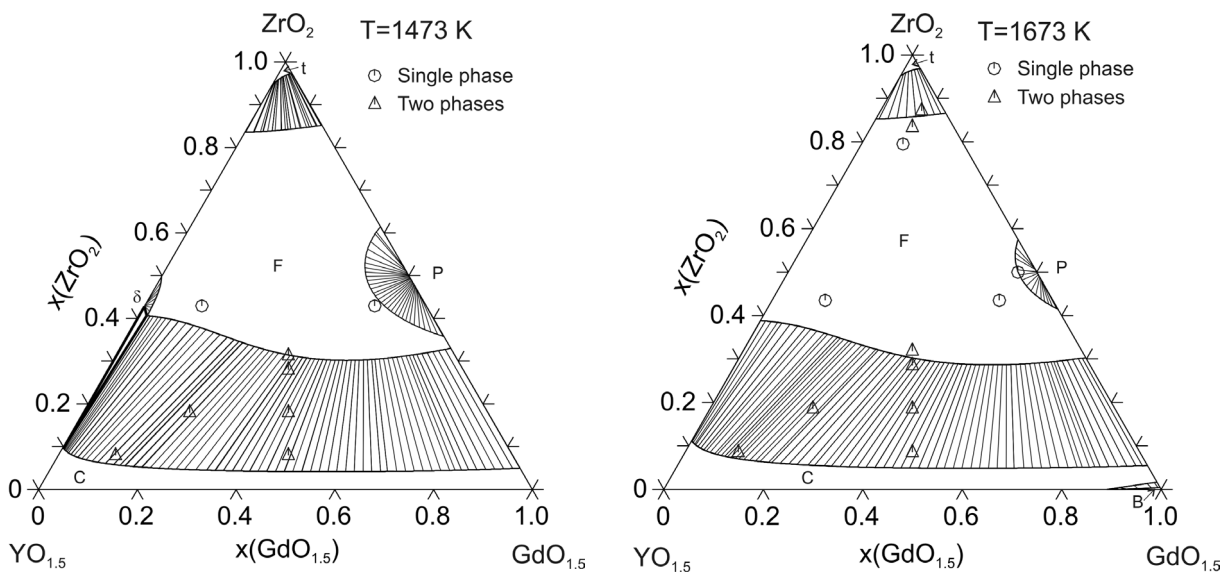 ZrO₂
T=1473 K
1.0
t
Single phase
Two phases
0.8
0.6
x(ZrO₂)
F
P
δ
0.4
0.2
C
0
0
0.2
0.4
0.6
0.8
1.0
YO₁.₅
x(GdO₁.₅)
GdO₁.₅
ZrO₂
T=1673 K
1.0
t
Single phase
Two phases
0.8
0.6
x(ZrO₂)
F
P
0.4
0.2
C
B
0
0
0.2
0.4
0.6
0.8
1.0
YO₁.₅
x(GdO₁.₅)
GdO₁.₅